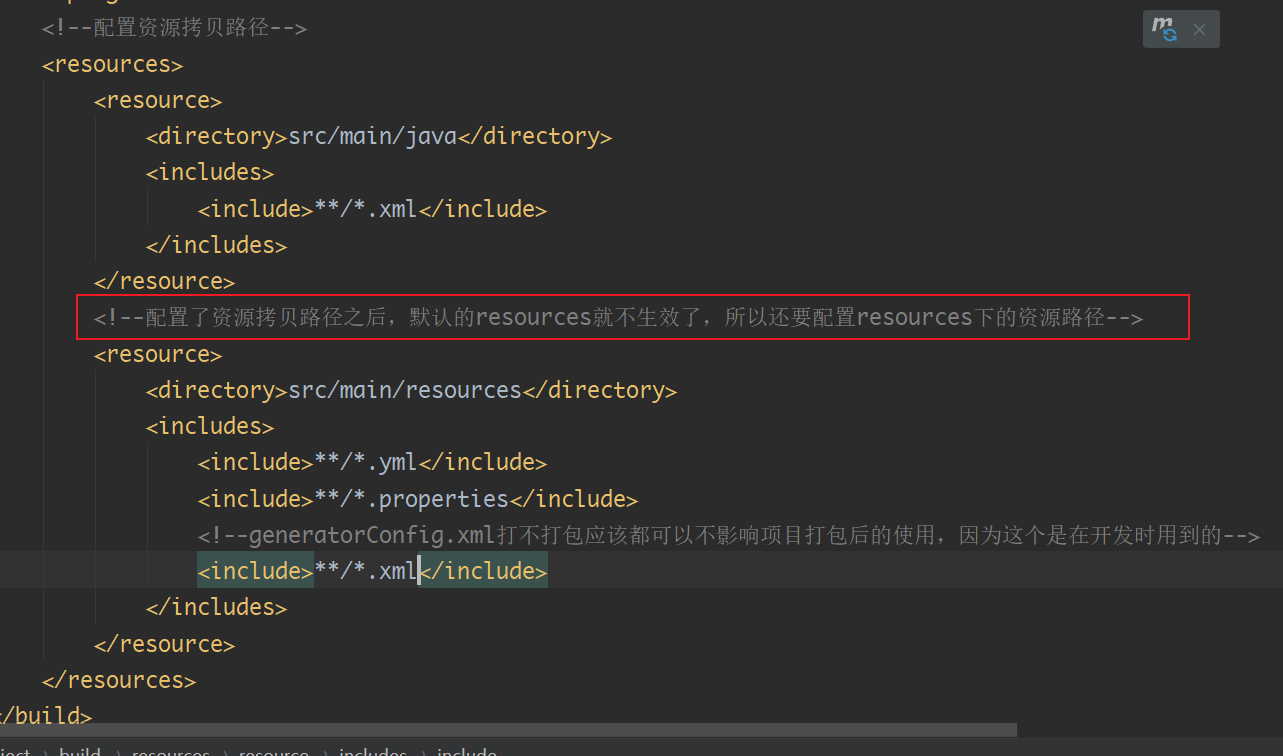 <!--配置资源拷贝路径-->
<resources>
<resource>
<directory>src/main/java</directory>
<includes>
<include>**/*.xml</include>
</includes>
</resource>
<!--配置了资源拷贝路径之后，默认的resources就不生效了，所以还要配置resources下的资源路径-->
<resource>
<directory>src/main/resources</directory>
<includes>
<include>**/*.yml</include>
<include>**/*.properties</include>
<!--generatorConfig.xml打不打包应该都可以不影响项目打包后的使用，因为这个是在开发时用到的-->
<include>**/*.xml</include>
</includes>
</resource>
</resources>
/build>
build › resources › resource › includes › include